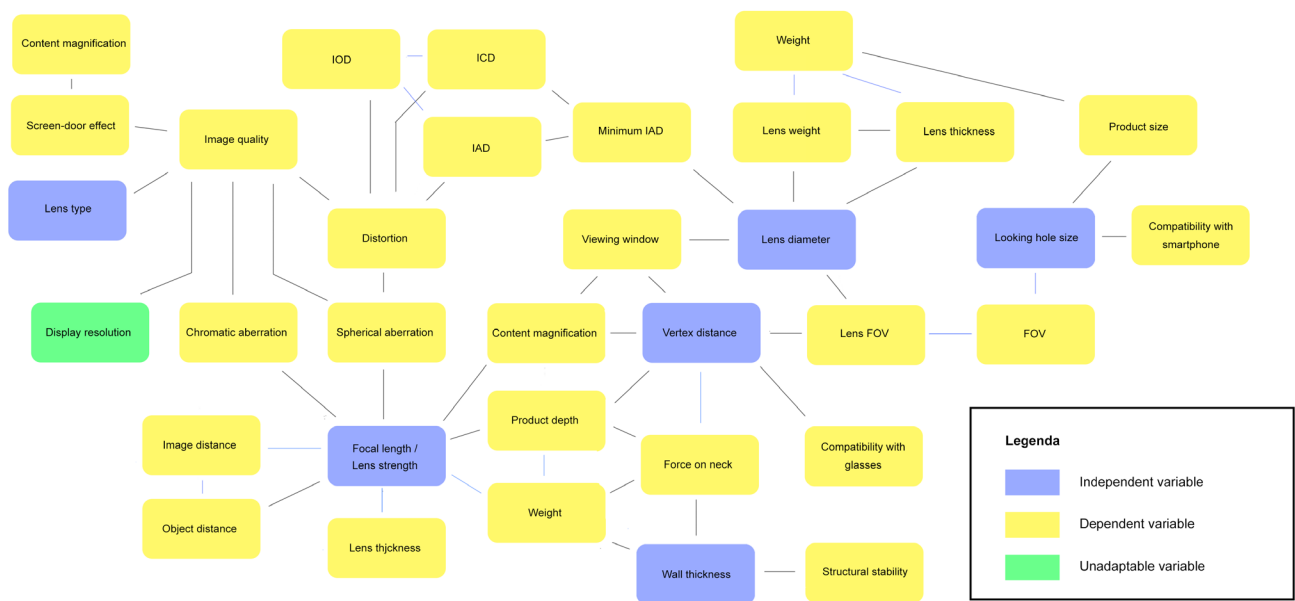 Content magnification
IOD
ICD
Weight
Screen-door effect
Image quality
IAD
Minimum IAD
Lens weight
Lens thickness
Product size
Lens type
Distortion
Viewing window
Lens diameter
Looking hole size
Compatibility with
smartphone
Display resolution
Chromatic aberration
Spherical aberration
Content magnification
Vertex distance
Lens FOV
FOV
Image distance
Focal length /
Lens strength
Product depth
Force on neck
Compatibility with
glasses
Object distance
Lens thjckness
Weight
Wall thickness
Structural stability
Legenda
Independent variable
Dependent variable
Unadaptable variable